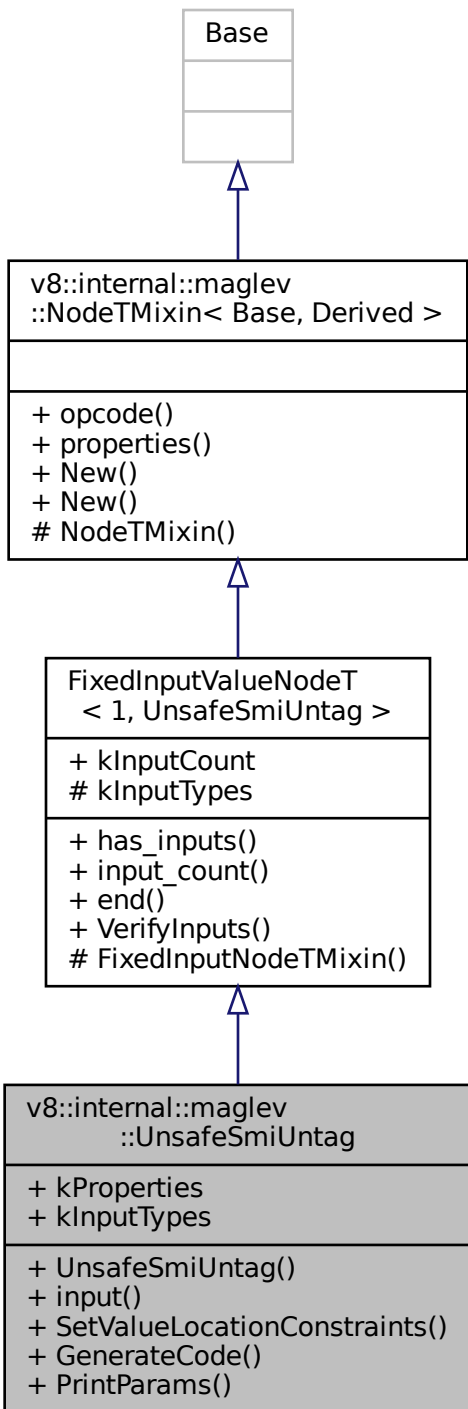 Base
v8::internal::maglev
::NodeTMixin< Base, Derived >
+ opcode()
+ properties()
+ New()
+ New()
# NodeTMixin()
FixedInputValueNodeT
< 1, UnsafeSmiUntag >
+ kInputCount
# kInputTypes
+ has_inputs()
+ input_count()
+ end()
+ VerifyInputs()
# FixedInputNodeTMixin()
v8::internal::maglev
::UnsafeSmiUntag
+ kProperties
+ kInputTypes
+ UnsafeSmiUntag()
+ input()
+ SetValueLocationConstraints()
+ GenerateCode()
+ PrintParams()